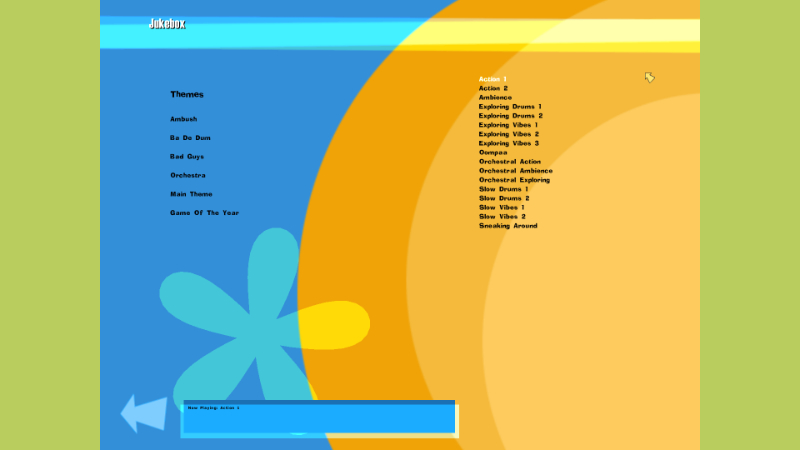 Jukebox
Themes
Ambush
Ba De Dum
Bad Guys
Orchestra
Main Theme
Game Of The Year
Action 1
Action 2
Ambience
Exploring Drums 1
Exploring Drums 2
Exploring Vibes 1
Exploring Vibes 2
Exploring Vibes 3
Oompaa
Orchestral Action
Orchestral Ambience
Orchestral Exploring
Slow Drums 1
Slow Drums 2
Slow Vibes 1
Slow Vibes 2
Sneaking Around
Now Playing: Action 1